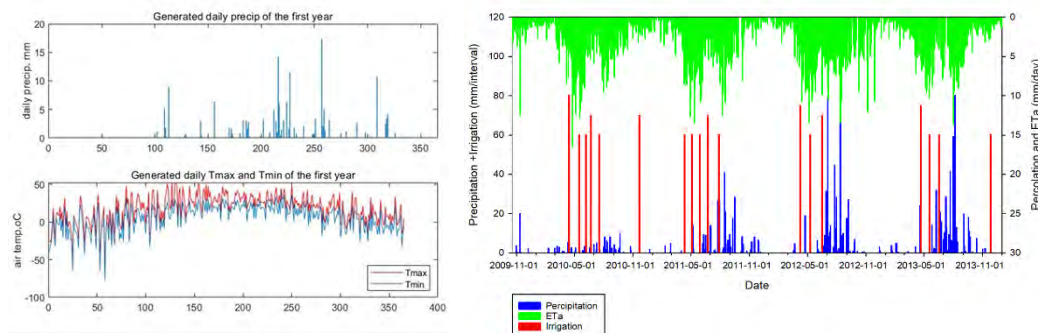 Generated daily precip of the first year
daily precip, mm
20
15
10
5
0
0 50 100 150 200 250 300 350
Generated daily Tmax and Tmin of the first year
air temp,oC
50
0
-50
-100
Tmax
Tmin
0 50 100 150 200 250 300 350 400
Precipitation +Irrigation (mm/interval)
120
100
80
60
40
20
0
0
5
10
15
20
25
30
Percolation and ETa (mm/day)
2009-11-01 2010-05-01 2010-11-01 2011-05-01 2011-11-01 2012-05-01 2012-11-01 2013-05-01 2013-11-01
Date
Percipitation
ETa
Irrigation